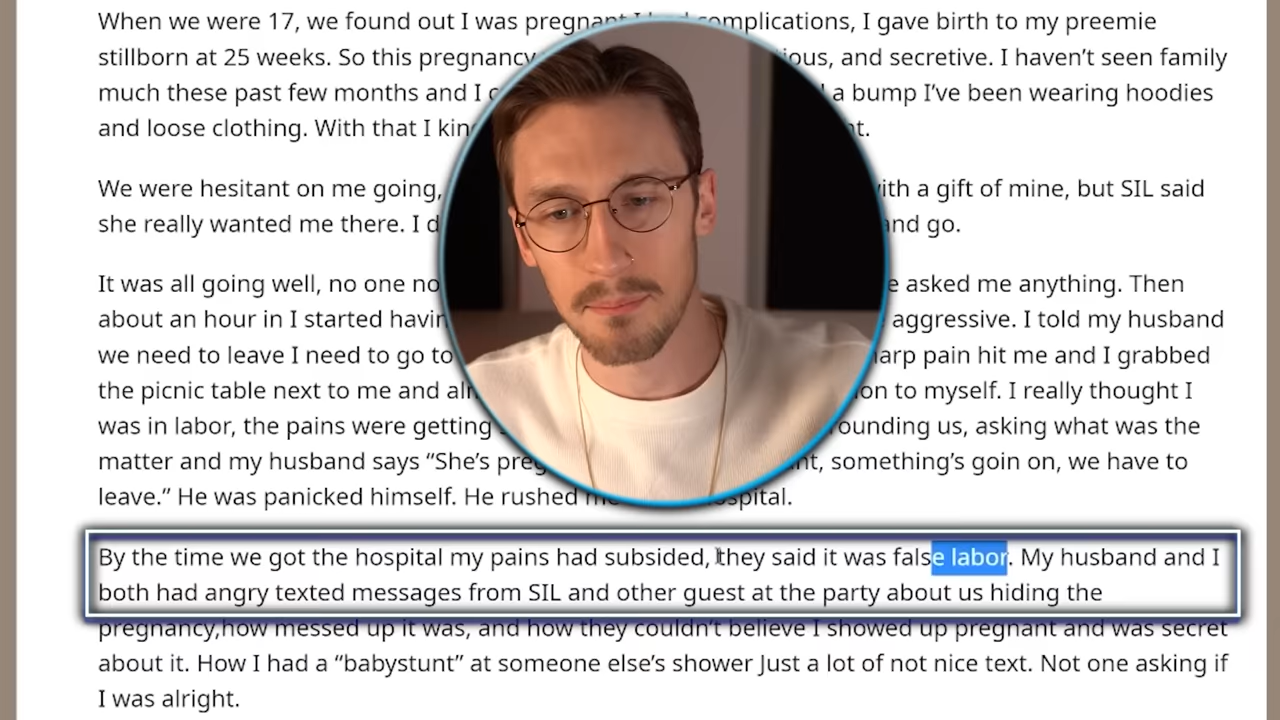 When we were 17, we found out I was pregnant I had complications, I gave birth to my preemie
stillborn at 25 weeks. So this pregnancy and secretive. I haven’t seen family
much these past few months and I a bump I’ve been wearing hoodies
and loose clothing. With that I
We were hesitant on me going, with a gift of mine, but SIL said
she really wanted me there. I and go.
It was all going well, no one asked me anything. Then
about an hour in I started aggressive. I told my husband
we need to leave I need to go to pain hit me and I grabbed
the picnic table next to me and to myself. I really thought I
was in labor, the pains were getting us, asking what was the
matter and my husband says “She’s something’s goin on, we have to
leave.” He was panicked himself. He rushed
By the time we got the hospital my pains had subsided, they said it was false labor. My husband and I
both had angry texted messages from SIL and other guest at the party about us hiding the
pregnancy,how messed up it was, and how they couldn’t believe I showed up pregnant and was secret
about it. How I had a “babystunt” at someone else’s shower Just a lot of not nice text. Not one asking if
I was alright.